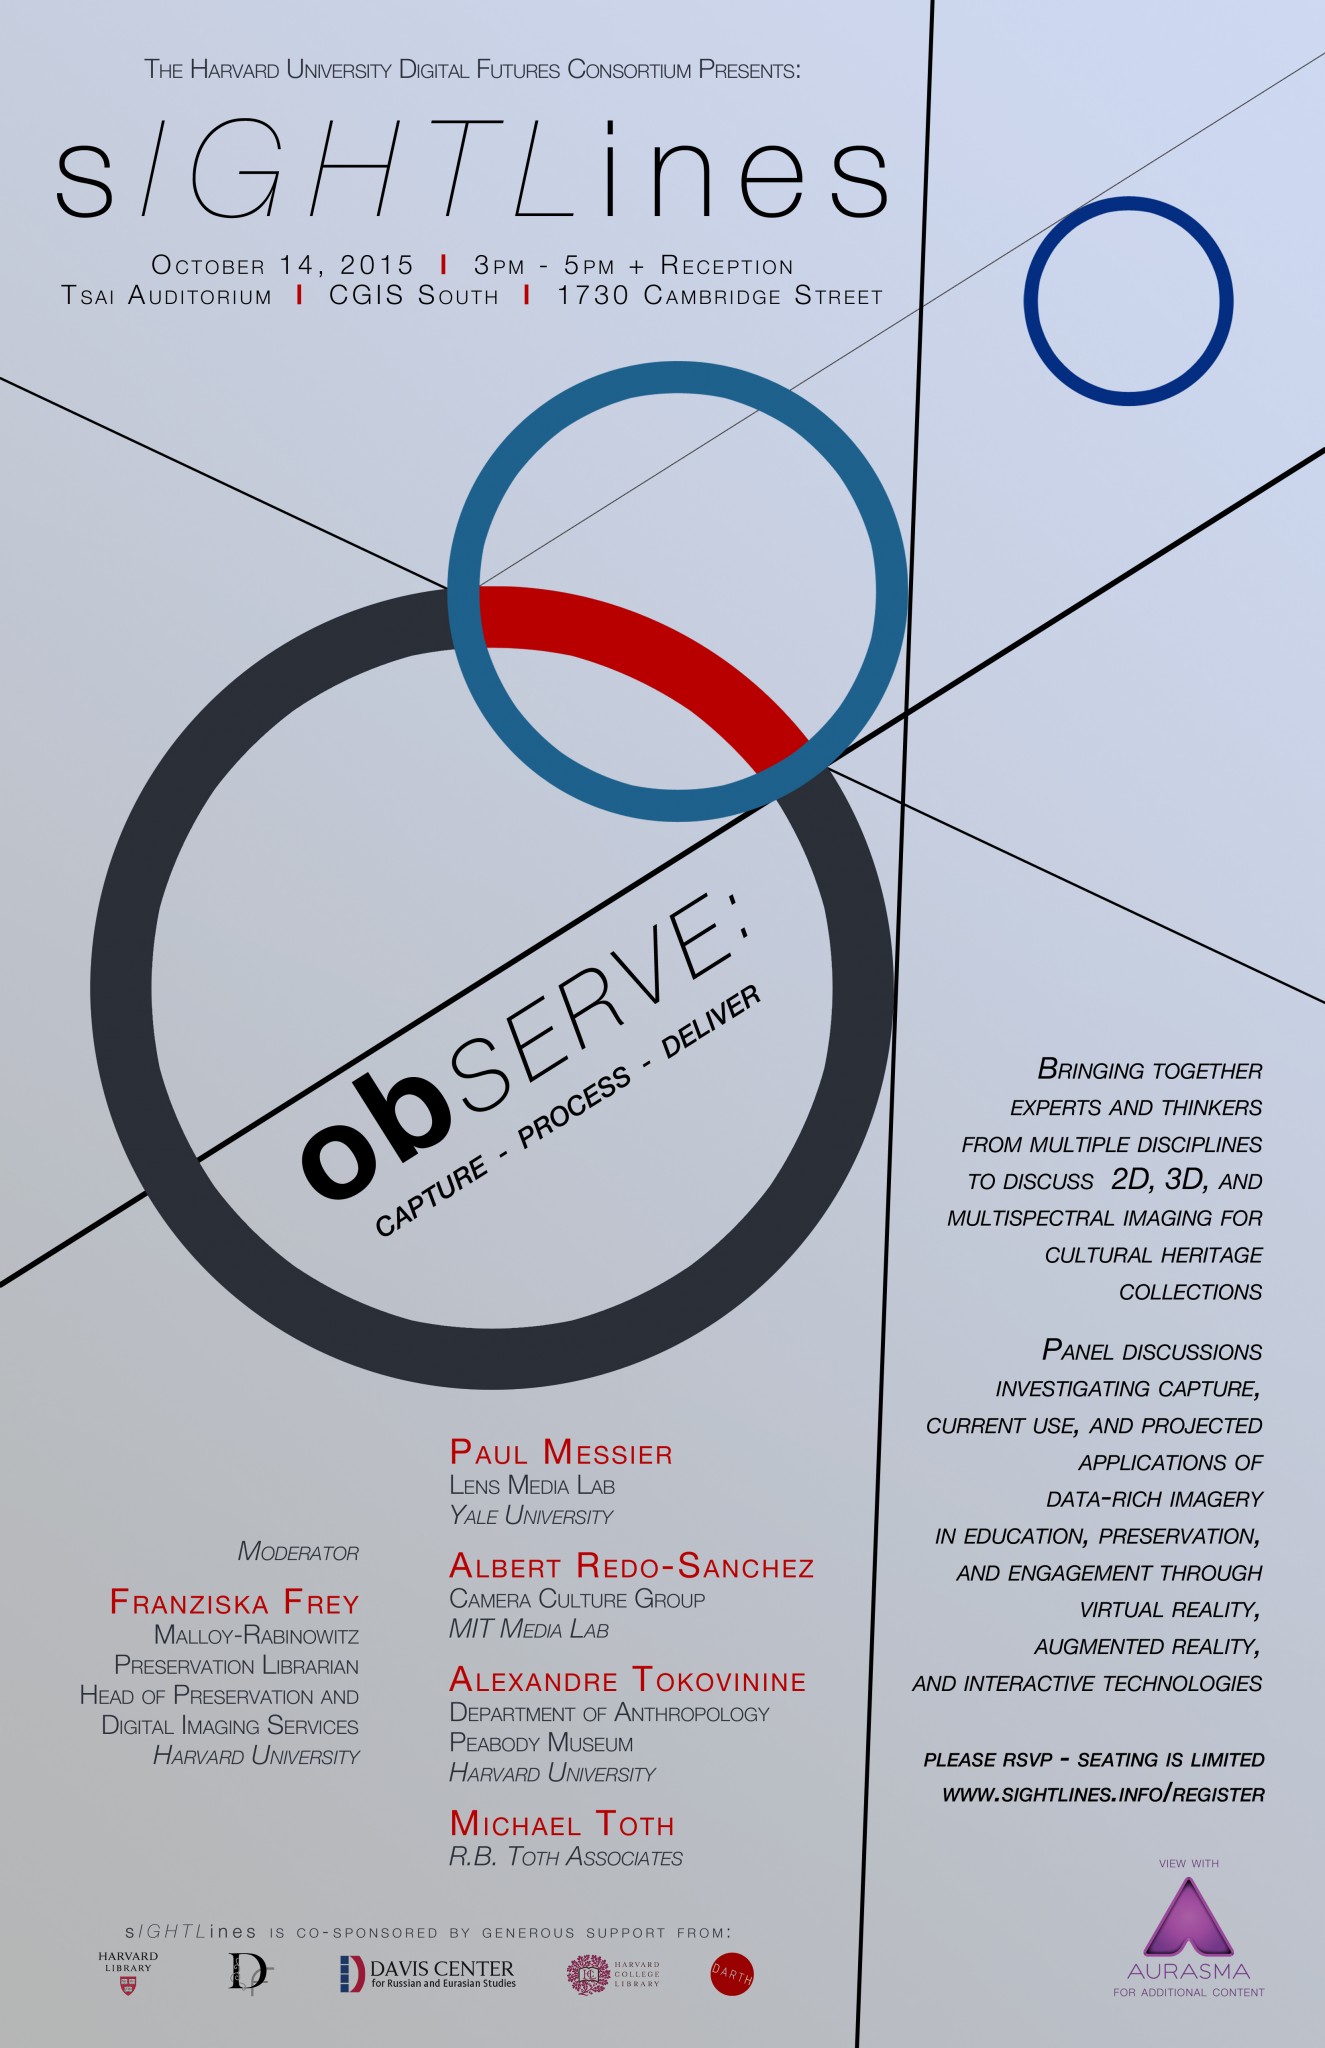 The Harvard University Digital Futures Consortium Presents:
sIGHTLines
October 14, 2015 | 3pm - 5pm + Reception
Tsai Auditorium | CGIS South | 1730 Cambridge Street
obSERVE:
CAPTURE - PROCESS - DELIVER
Bringing together
experts and thinkers
from multiple disciplines
to discuss 2D, 3D, and
multispectral imaging for
cultural heritage
collections
Panel discussions
investigating capture,
current use, and projected
applications of
data-rich imagery
in education, preservation,
and engagement through
virtual reality,
augmented reality,
and interactive technologies
please rsvp - seating is limited
www.sightlines.info/register
Moderator
Franziska Frey
Malloy-Rabinowitz
Preservation Librarian
Head of Preservation and
Digital Imaging Services
Harvard University
Paul Messier
Lens Media Lab
Yale University
Albert Redo-Sanchez
Camera Culture Group
MIT Media Lab
Alexandre Tokovinine
Department of Anthropology
Peabody Museum
Harvard University
Michael Toth
R.B. Toth Associates
sIGHTLines is co-sponsored by generous support from:
HARVARD
LIBRARY
DAVIS CENTER
for Russian and Eurasian Studies
HARVARD
COLLEGE
LIBRARY
DARTH
view with
AURASMA
for additional content